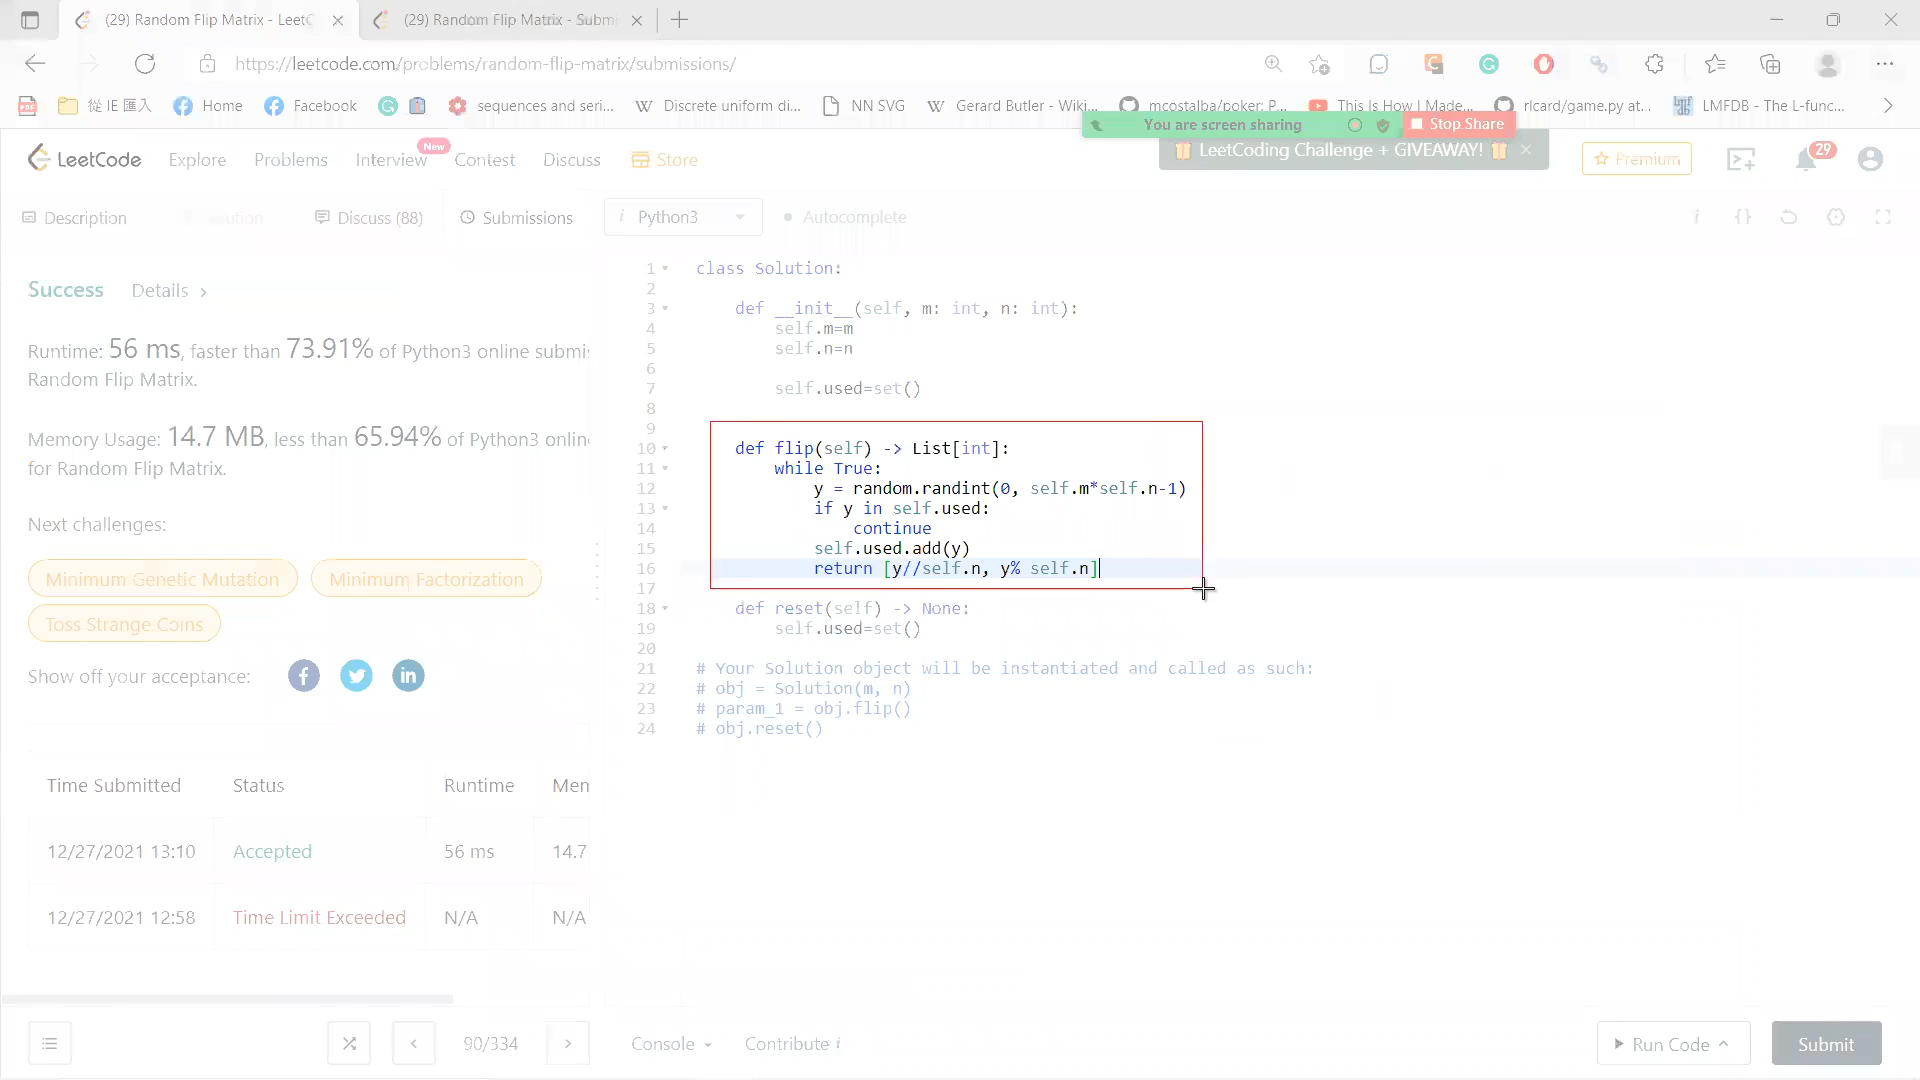 (29) Random Flip Matrix - LeetC
(29) Random Flip Matrix - Submi
https://leetcode.com/problems/random-flip-matrix/submissions/
從 IE 匯入
Home
Facebook
sequences and seri...
Discrete uniform di...
NN SVG
Gerard Butler - Wiki...
mcostalba/poker: P...
This Is How I Made...
rlcard/game.py at...
LMFDB - The L-func...
You are screen sharing
Stop Share
LeetCode
Explore
Problems
Interview
New
Contest
Discuss
Store
LeetCoding Challenge + GIVEAWAY!
Premium
29
Description
Discuss (88)
Submissions
i Python3
Autocomplete
Success
Details
Runtime: 56 ms, faster than 73.91% of Python3 online submi
Random Flip Matrix.
Memory Usage: 14.7 MB, less than 65.94% of Python3 onlin
for Random Flip Matrix.
Next challenges:
Minimum Genetic Mutation
Minimum Factorization
Toss Strange Coins
Show off your acceptance:
Time Submitted Status Runtime Mem
12/27/2021 13:10 Accepted 56 ms 14.7
12/27/2021 12:58 Time Limit Exceeded N/A N/A
1 class Solution:
2
3 def __init__(self, m: int, n: int):
4 self.m=m
5 self.n=n
6
7 self.used=set()
8
9
10 def flip(self) -> List[int]:
11 while True:
12 y = random.randint(0, self.m*self.n-1)
13 if y in self.used:
14 continue
15 self.used.add(y)
16 return [y//self.n, y% self.n]
17
18 def reset(self) -> None:
19 self.used=set()
20
21 # Your Solution object will be instantiated and called as such:
22 # obj = Solution(m, n)
23 # param_1 = obj.flip()
24 # obj.reset()
90/334
Console
Contribute i
Run Code
Submit